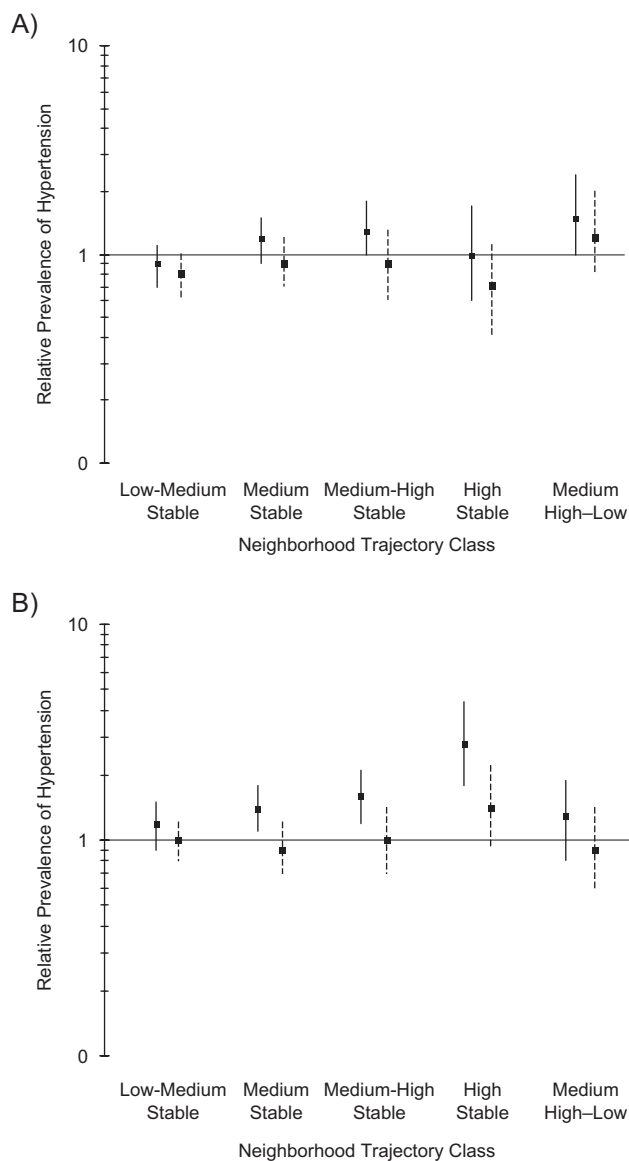 A)
10
1
0
Relative Prevalence of Hypertension
Low-Medium Stable
Medium Stable
Medium-High Stable
High Stable
Medium High–Low
Neighborhood Trajectory Class
B)
10
1
0
Relative Prevalence of Hypertension
Low-Medium Stable
Medium Stable
Medium-High Stable
High Stable
Medium High–Low
Neighborhood Trajectory Class